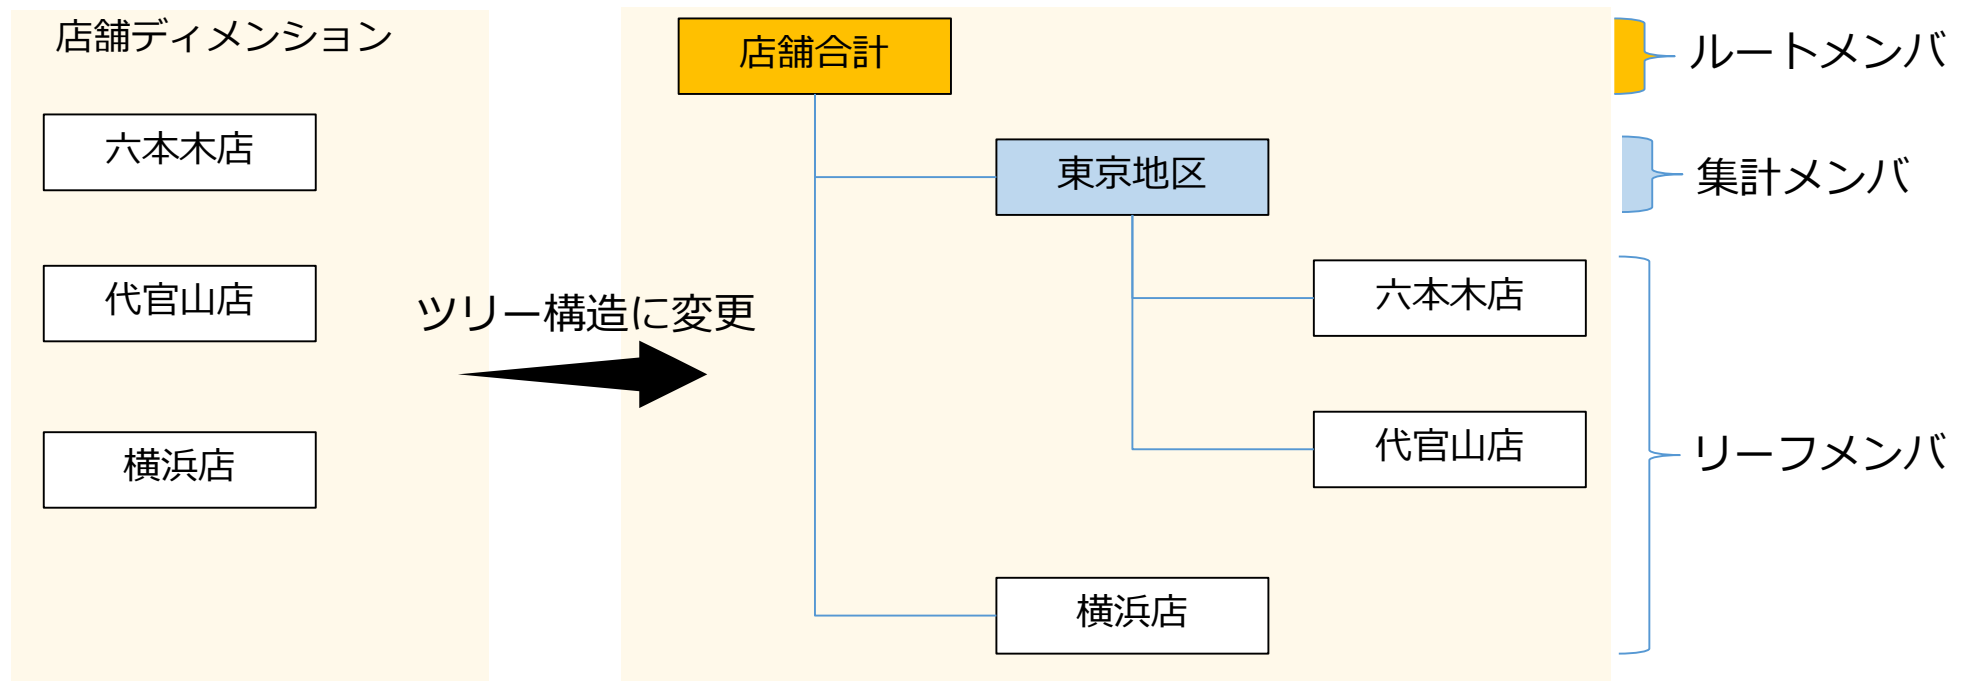 店舗ディメンション
六本木店
代官山店
横浜店
ツリー構造に変更
店舗合計
東京地区
六本木店
代官山店
横浜店
ルートメンバ
集計メンバ
リーフメンバ